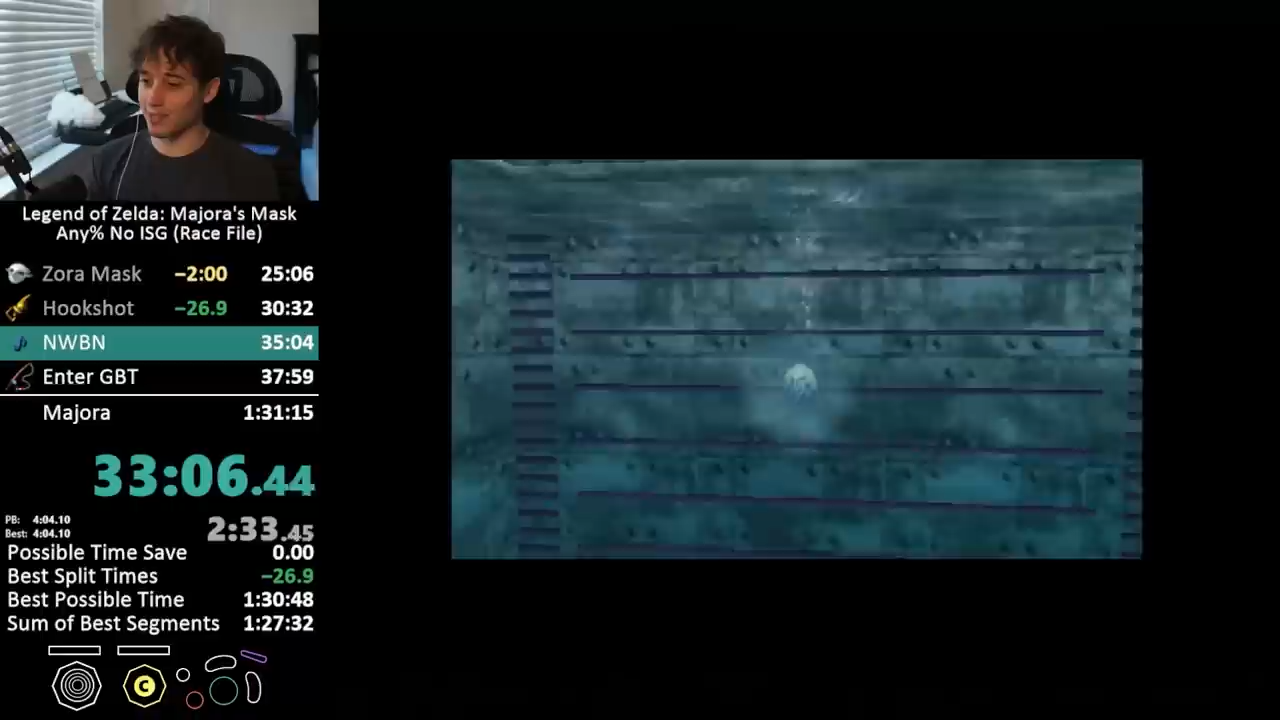 Legend of Zelda: Majora's Mask
Any% No ISG (Race File)
Zora Mask −2:00 25:06
Hookshot −26.9 30:32
NWBN 35:04
Enter GBT 37:59
Majora 1:31:15
33:06.44
PB: 4:04.10
Best: 4:04.10
2:33.45
Possible Time Save 0.00
Best Split Times −26.9
Best Possible Time 1:30:48
Sum of Best Segments 1:27:32
C